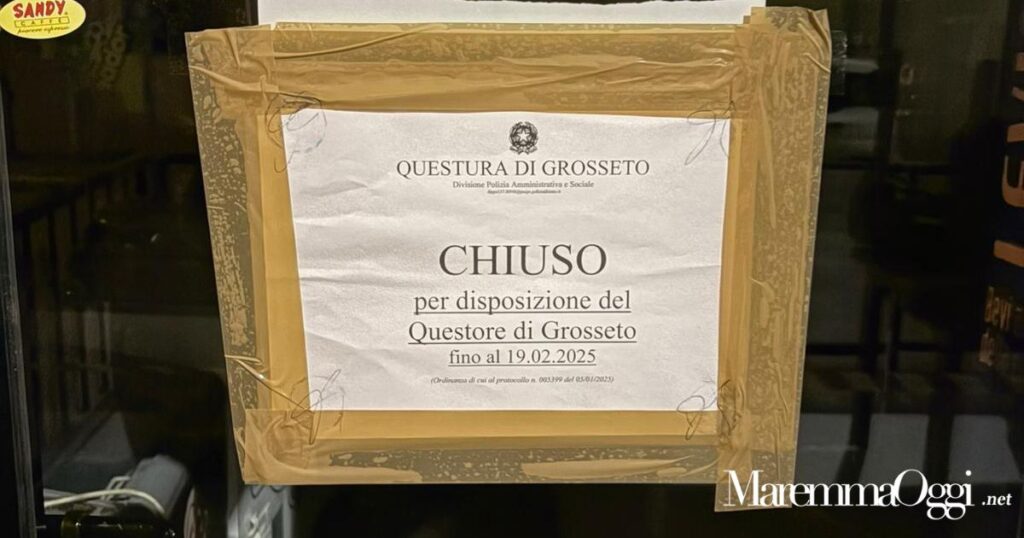 SANDY
CAFFÈ
QUESTURA DI GROSSETO
Divisione Polizia Amministrativa e Sociale
CHIUSO
per disposizione del
Questore di Grosseto
fino al 19.02.2025
(Ordinanza di cui al protocollo n. 005399 del 05/01/2025)
MaremmaOggi.net